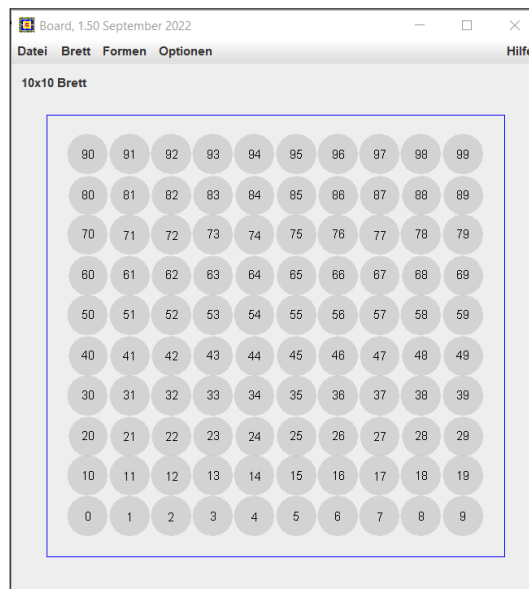 Board, 1.50 September 2022
Datei Brett Formen Optionen Hilfe
10x10 Brett
90 91 92 93 94 95 96 97 98 99
80 81 82 83 84 85 86 87 88 89
70 71 72 73 74 75 76 77 78 79
60 61 62 63 64 65 66 67 68 69
50 51 52 53 54 55 56 57 58 59
40 41 42 43 44 45 46 47 48 49
30 31 32 33 34 35 36 37 38 39
20 21 22 23 24 25 26 27 28 29
10 11 12 13 14 15 16 17 18 19
0 1 2 3 4 5 6 7 8 9